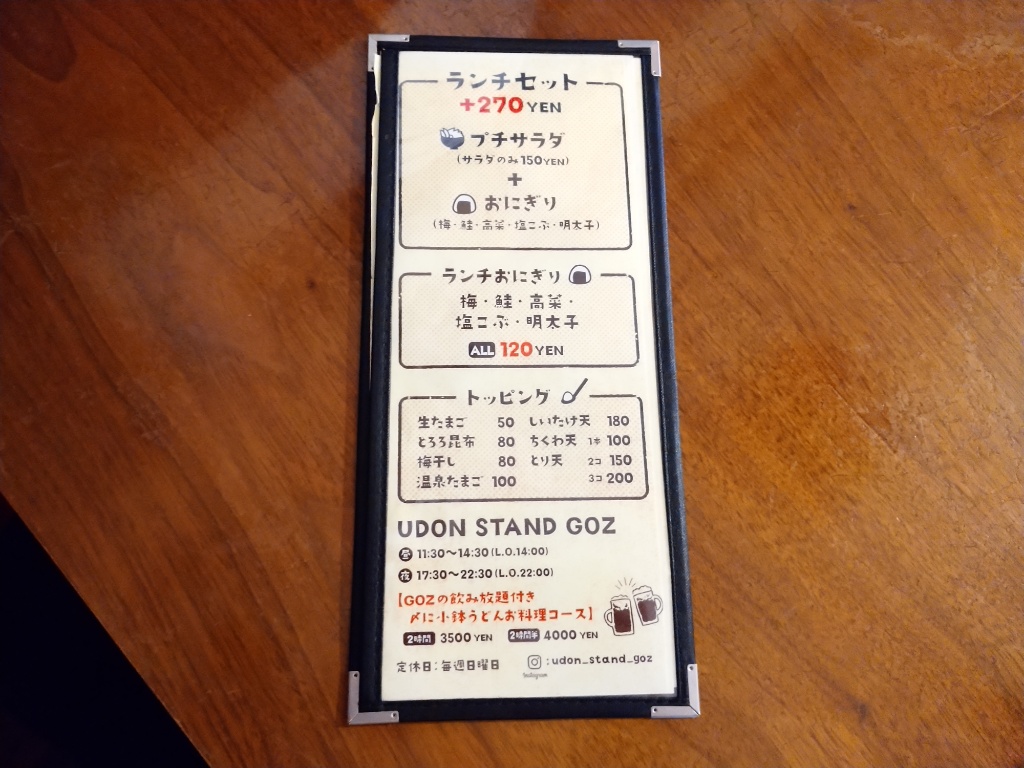 ランチセット
+270YEN
プチサラダ
(サラダのみ150YEN)
+
おにぎり
(梅・鮭・高菜・塩こぶ・明太子)
ランチおにぎり
梅・鮭・高菜・
塩こぶ・明太子
ALL 120YEN
トッピング
生たまご 50 しいたけ天 180
とろろ昆布 80 ちくわ天 1本 100
梅干し 80 とり天 2コ 150
温泉たまご 100 3コ 200
UDON STAND GOZ
昼 11:30〜14:30(L.O.14:00)
夜 17:30〜22:30(L.O.22:00)
【GOZの飲み放題付き
〆に小鉢うどんお料理コース】
2時間 3500YEN 2時間半 4000YEN
定休日:毎週日曜日 :udon_stand_goz
Instagram